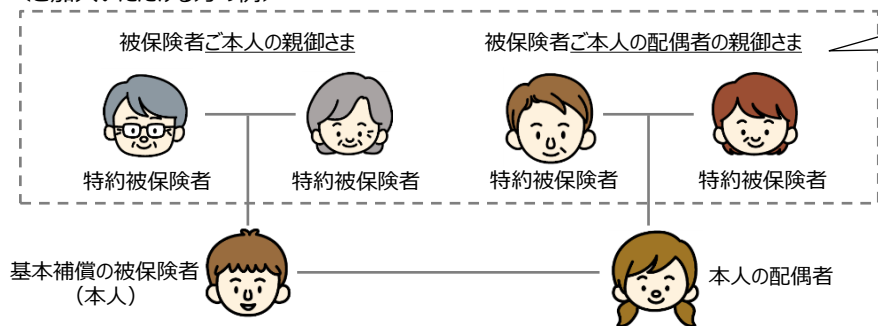 被保険者ご本人の親御さま
被保険者ご本人の配偶者の親御さま
特約被保険者
特約被保険者
特約被保険者
特約被保険者
基本補償の被保険者
（本人）
本人の配偶者